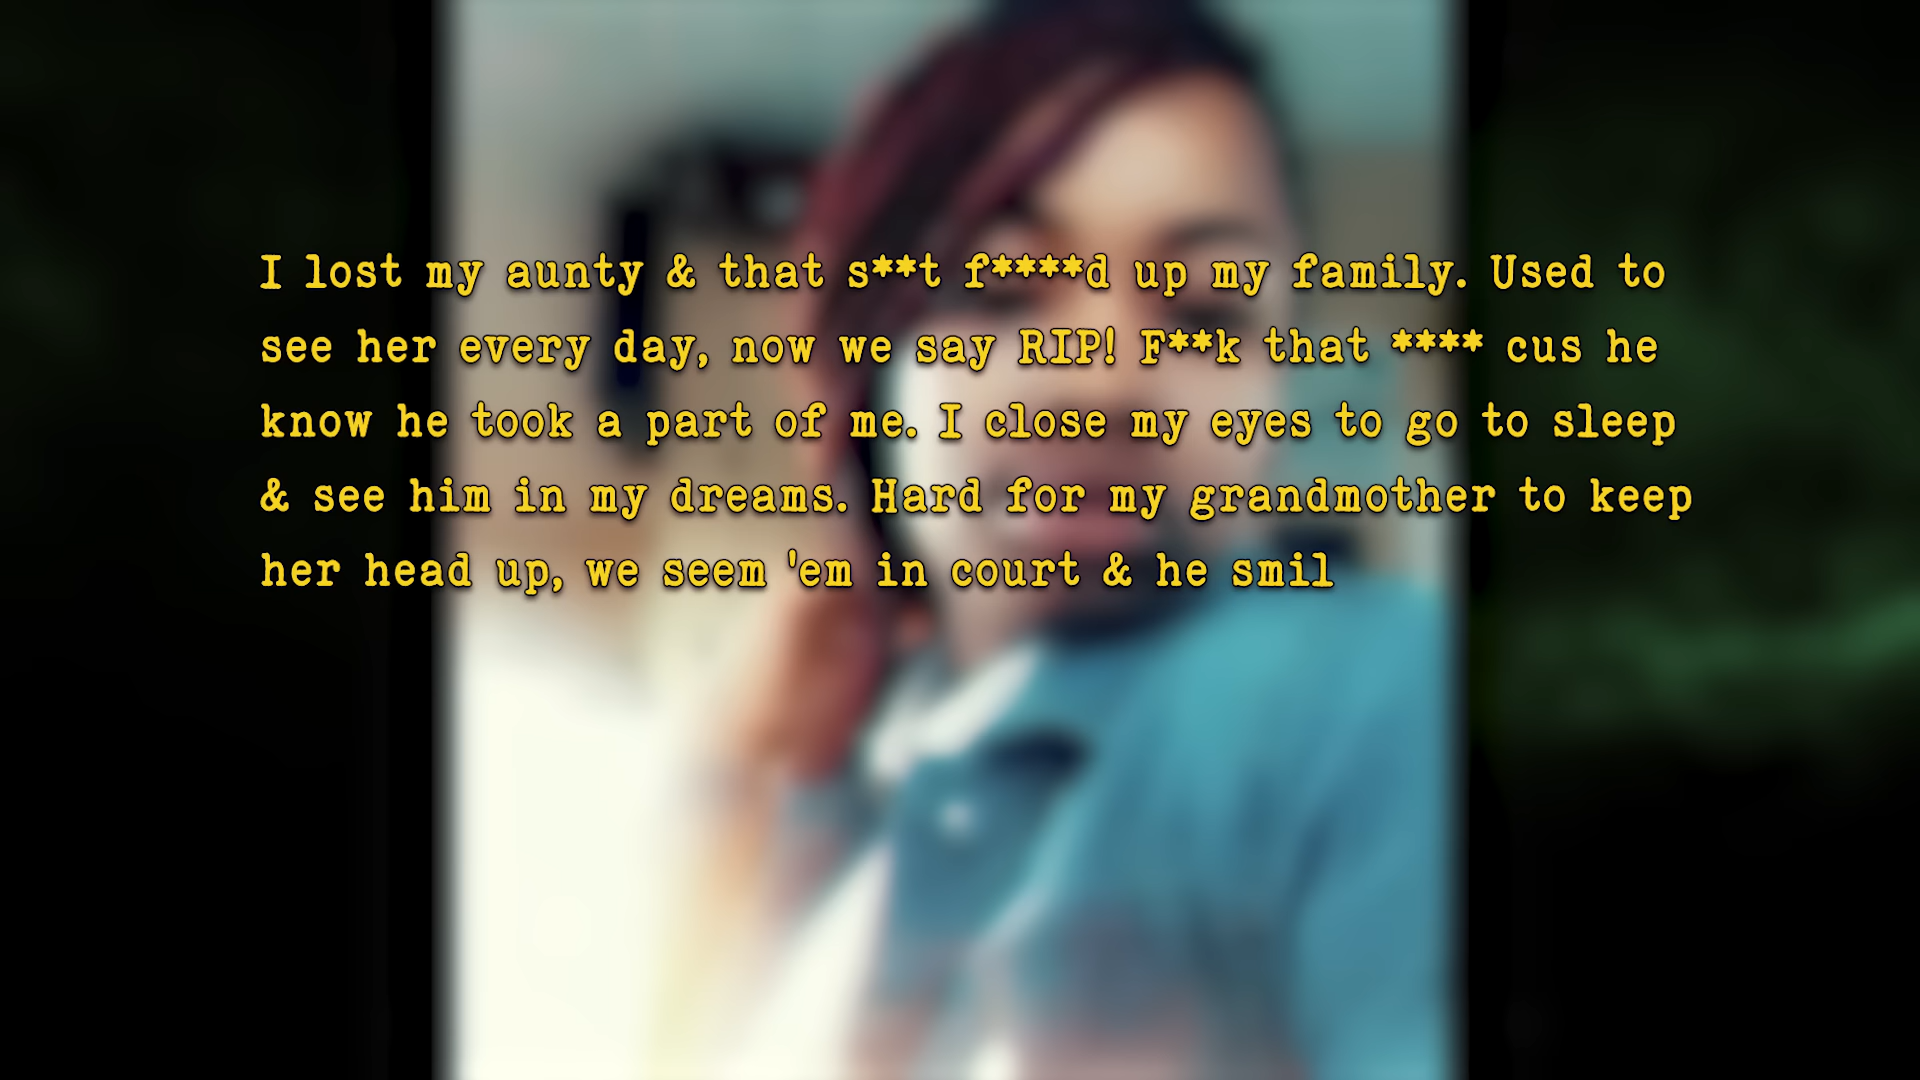 I lost my aunty & that s**t f****d up my family. Used to
see her every day, now we say RIP! F**k that **** cus he
know he took a part of me. I close my eyes to go to sleep
& see him in my dreams. Hard for my grandmother to keep
her head up, we seem 'em in court & he smil